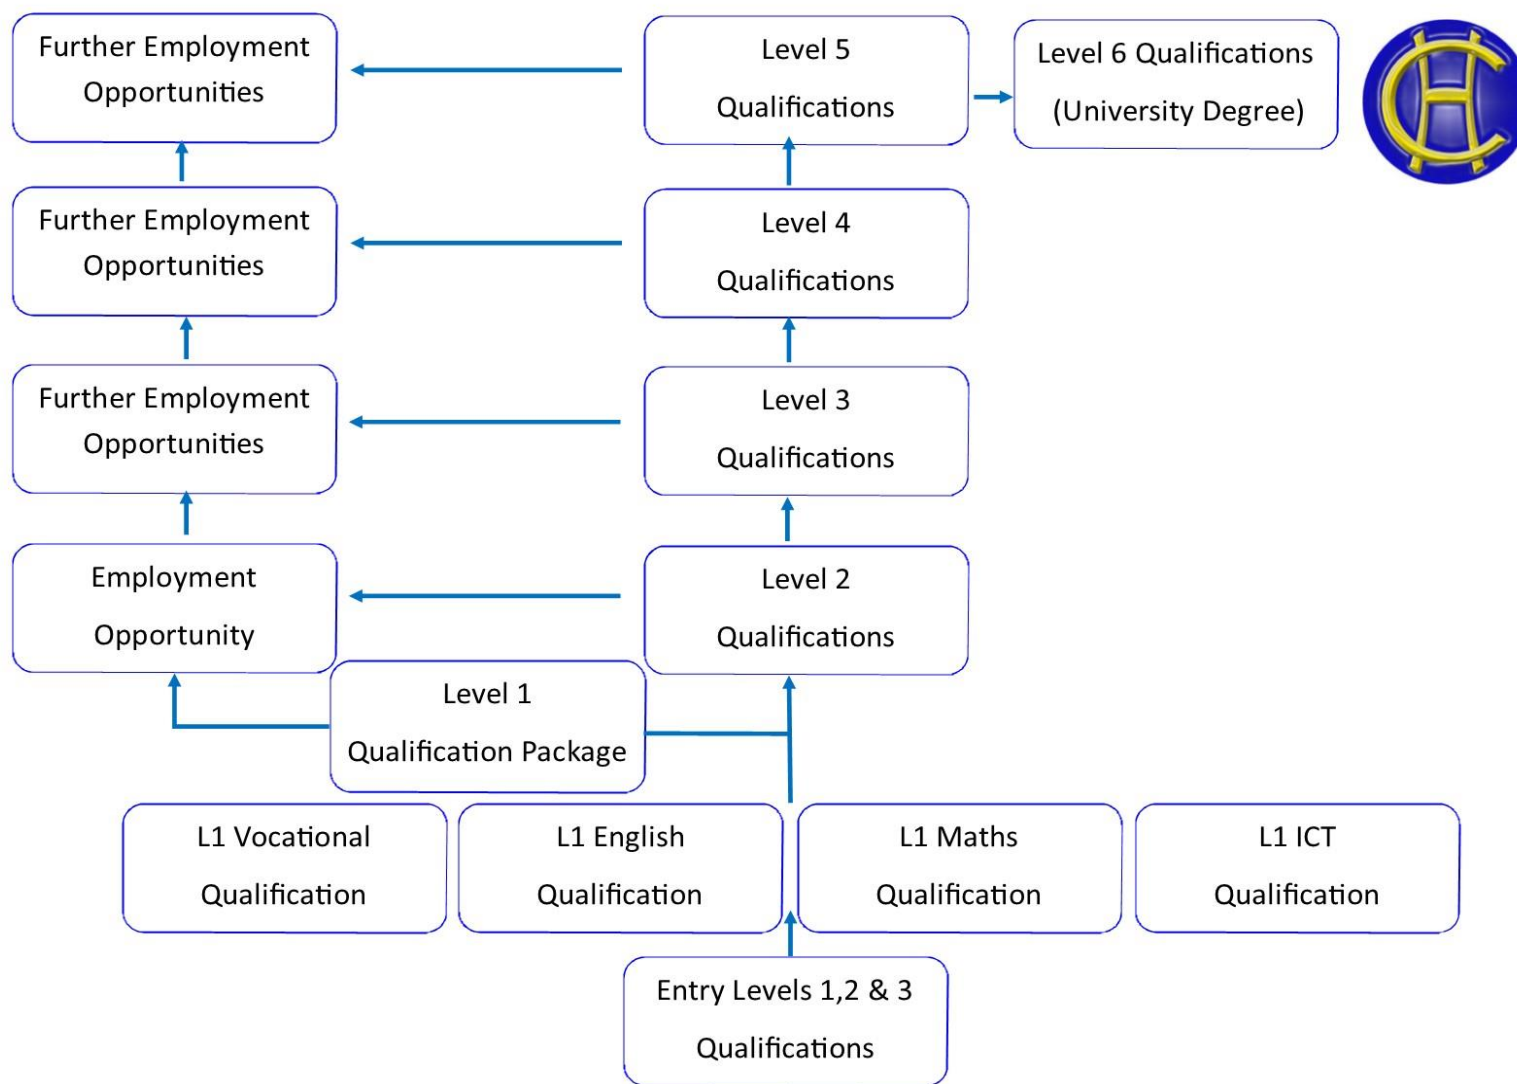 Further Employment
Opportunities
Level 5
Qualifications
Level 6 Qualifications
(University Degree)
CH
Further Employment
Opportunities
Level 4
Qualifications
Further Employment
Opportunities
Level 3
Qualifications
Employment
Opportunity
Level 2
Qualifications
Level 1
Qualification Package
L1 Vocational
Qualification
L1 English
Qualification
L1 Maths
Qualification
L1 ICT
Qualification
Entry Levels 1,2 & 3
Qualifications